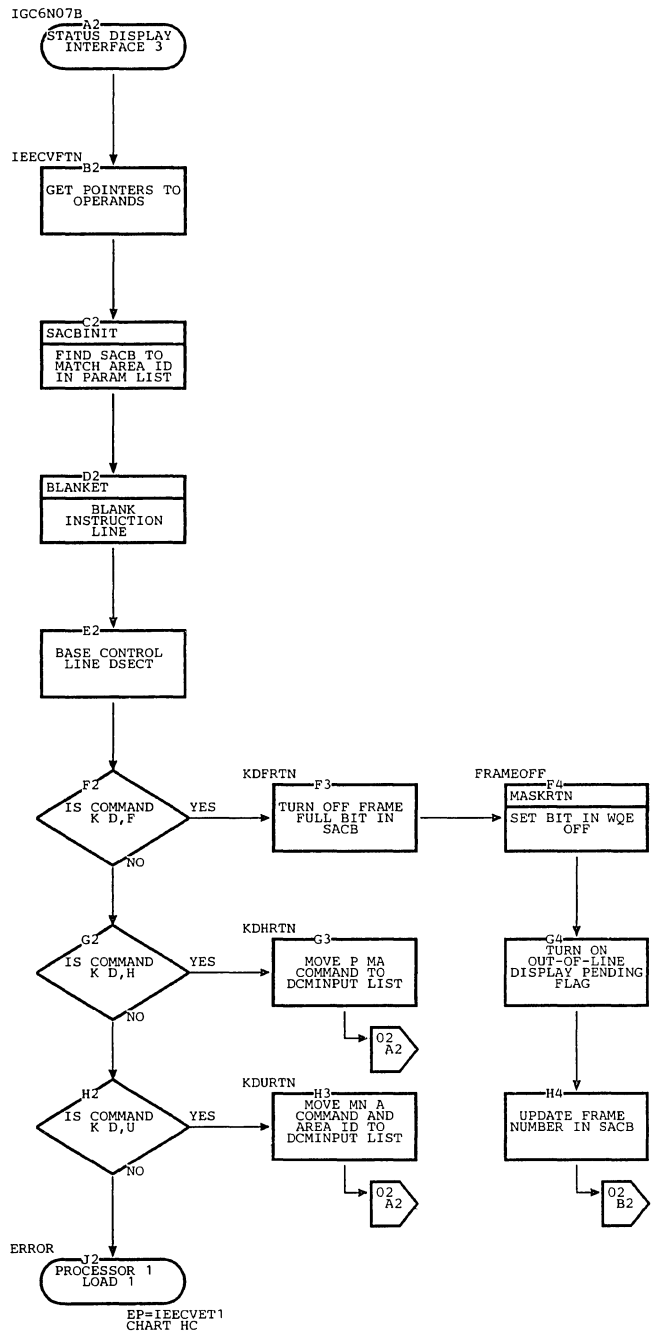 IGC6N07B
A2
STATUS DISPLAY
INTERFACE 3
IEECVFTN
B2
GET POINTERS TO
OPERANDS
C2
SACBINIT
FIND SACB TO
MATCH AREA ID
IN PARAM LIST
D2
BLANKET
BLANK
INSTRUCTION
LINE
E2
BASE CONTROL
LINE DSECT
F2
IS COMMAND
K D,F
YES
NO
KDFRTN
F3
TURN OFF FRAME
FULL BIT IN
SACB
FRAMEOFF
F4
MASKRTN
SET BIT IN WQE
OFF
G2
IS COMMAND
K D,H
YES
NO
KDHRTN
G3
MOVE P MA
COMMAND TO
DCMINPUT LIST
02
A2
G4
TURN ON
OUT-OF-LINE
DISPLAY PENDING
FLAG
H2
IS COMMAND
K D,U
YES
NO
KDURTN
H3
MOVE MN A
COMMAND AND
AREA ID TO
DCMINPUT LIST
02
A2
H4
UPDATE FRAME
NUMBER IN SACB
02
B2
ERROR
J2
PROCESSOR 1
LOAD 1
EP=IEECVET1
CHART HC